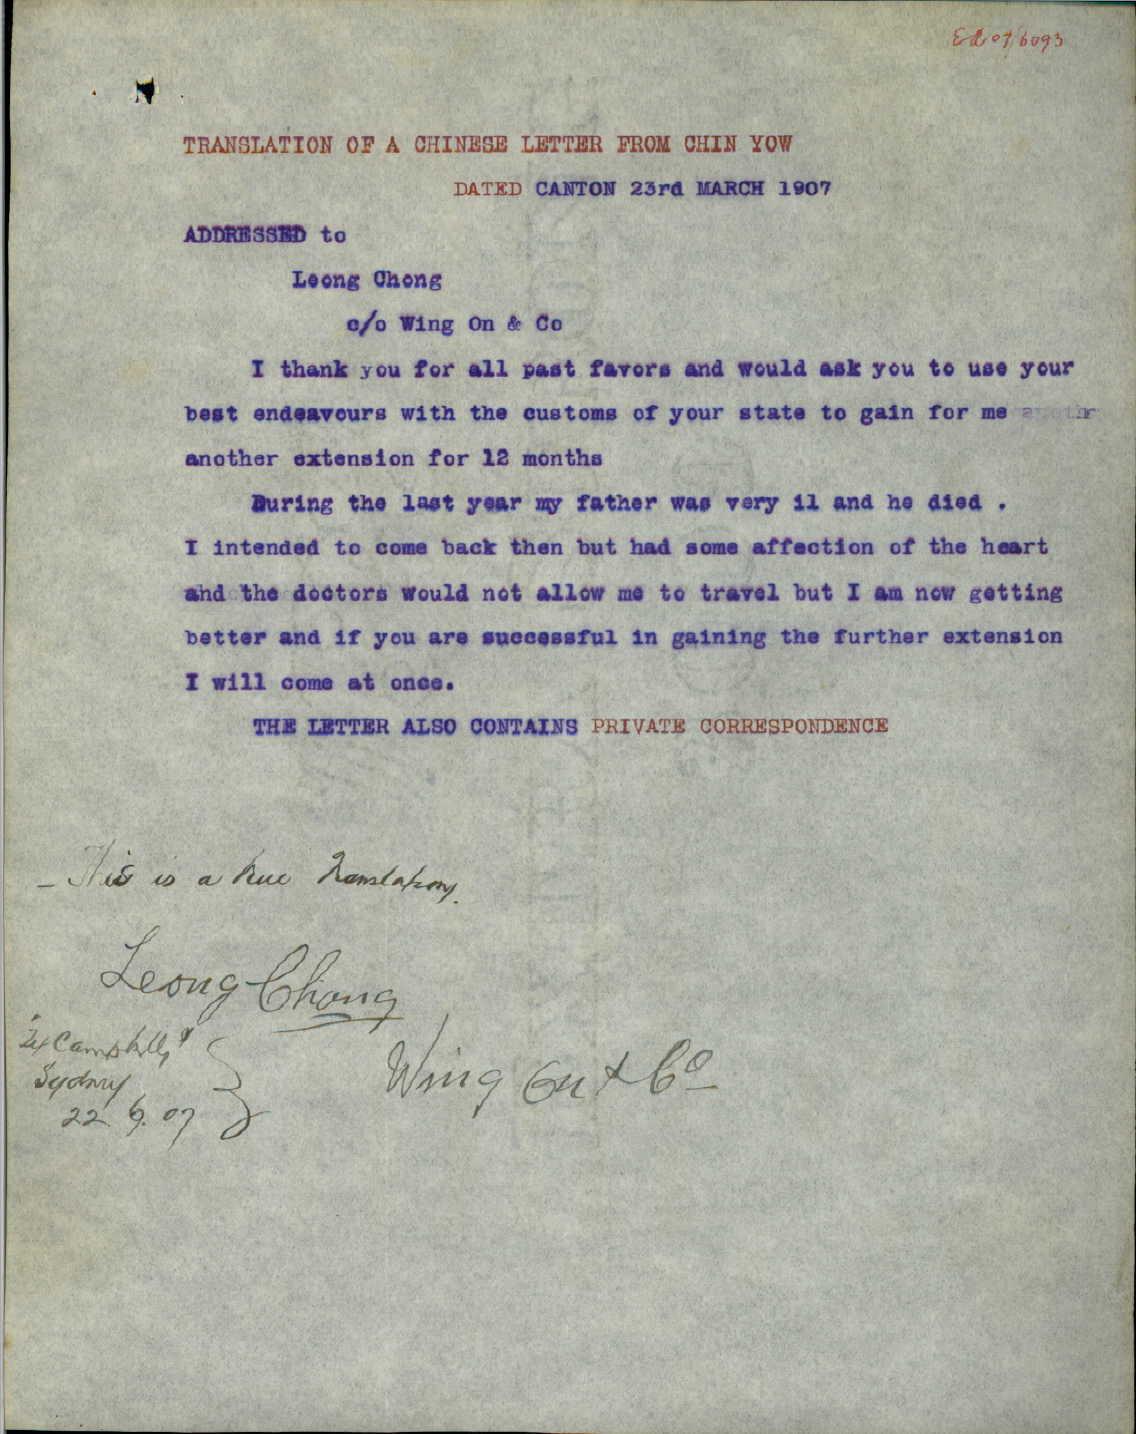 07/6093
TRANSLATION OF A CHINESE LETTER FROM CHIN YOW
DATED CANTON 23rd MARCH 1907
ADDRESSED to
Leong Chong
c/o Wing On & Co
I thank you for all past favors and would ask you to use your
best endeavours with the customs of your state to gain for me anothr
another extension for 12 months
During the last year my father was very il and he died .
I intended to come back then but had some affection of the heart
and the doctors would not allow me to travel but I am now getting
better and if you are successful in gaining the further extension
I will come at once.
THE LETTER ALSO CONTAINS PRIVATE CORRESPONDENCE
- This is a true Translation.
Leong Chong
Campbell St
Sydney
22. 6. 07
Wing On & Co